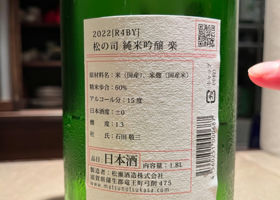 2022[R4BY]
松の司 純米吟醸 楽
原材料名：米（国産）、米麹（国産米）
精米歩合：60%
アルコール分：15度
日本酒度：±0
酸度：1.3
杜氏：石田敬三
品目 日本酒 内容量：1.8L
製造者：松瀬酒造株式会社
滋賀県蒲生郡竜王町弓削475
www.matsunotsukasa.com